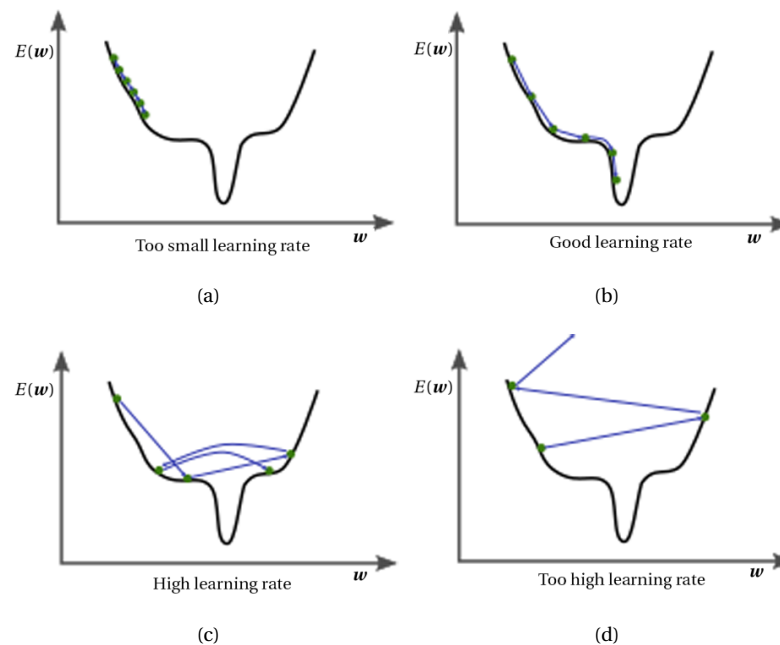 E(w)
w
Too small learning rate
(a)
E(w)
w
Good learning rate
(b)
E(w)
w
High learning rate
(c)
E(w)
w
Too high learning rate
(d)